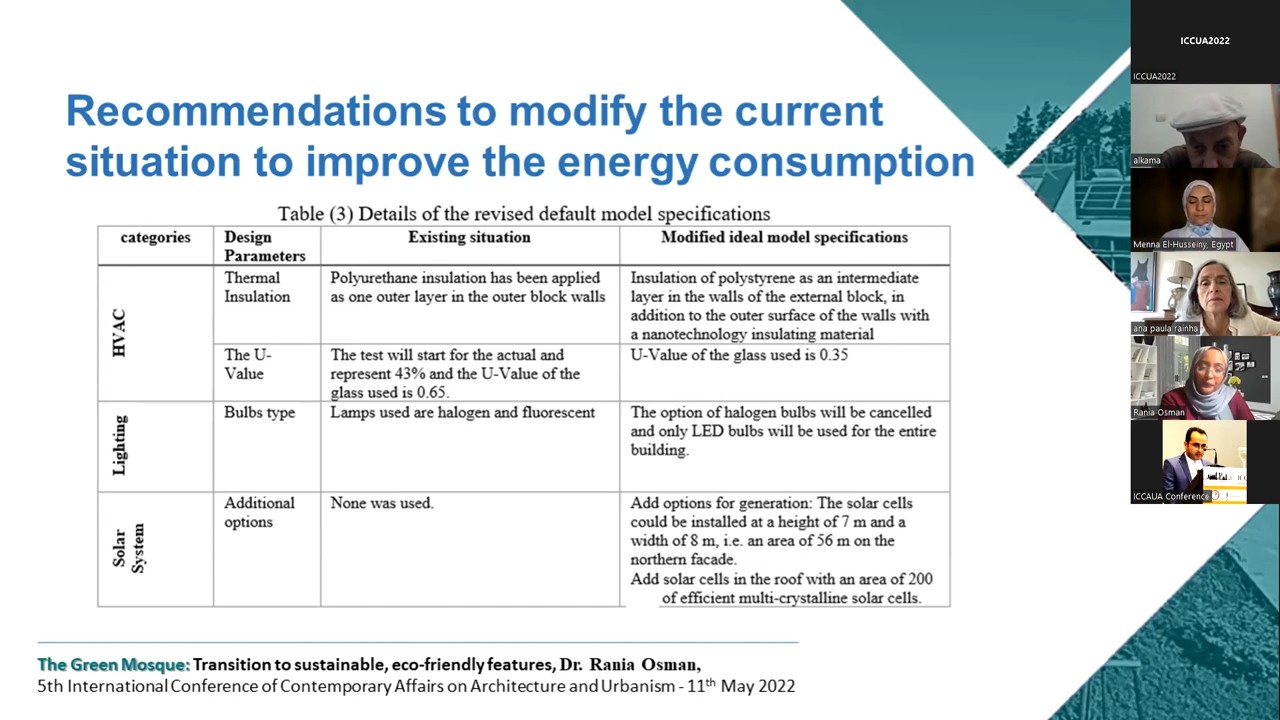 Recommendations to modify the current
situation to improve the energy consumption
Table (3) Details of the revised default model specifications
categories
Design
Parameters
Existing situation
Modified ideal model specifications
HVAC
Thermal
Insulation
Polyurethane insulation has been applied
as one outer layer in the outer block walls
Insulation of polystyrene as an intermediate
layer in the walls of the external block, in
addition to the outer surface of the walls with
a nanotechnology insulating material
The U-
Value
The test will start for the actual and
represent 43% and the U-Value of the
glass used is 0.65.
U-Value of the glass used is 0.35
Lighting
Bulbs type
Lamps used are halogen and fluorescent
The option of halogen bulbs will be cancelled
and only LED bulbs will be used for the entire
building.
Solar
System
Additional
options
None was used.
Add options for generation: The solar cells
could be installed at a height of 7 m and a
width of 8 m, i.e. an area of 56 m on the
northern facade.
Add solar cells in the roof with an area of 200
of efficient multi-crystalline solar cells.
The Green Mosque: Transition to sustainable, eco-friendly features, Dr. Rania Osman,
5th International Conference of Contemporary Affairs on Architecture and Urbanism - 11th May 2022
ICCUA2022
ICCUA2022
alkama
Menna El-Husseiny, Egypt
ana paula rainha
Rania Osman
ICCAUA Conference